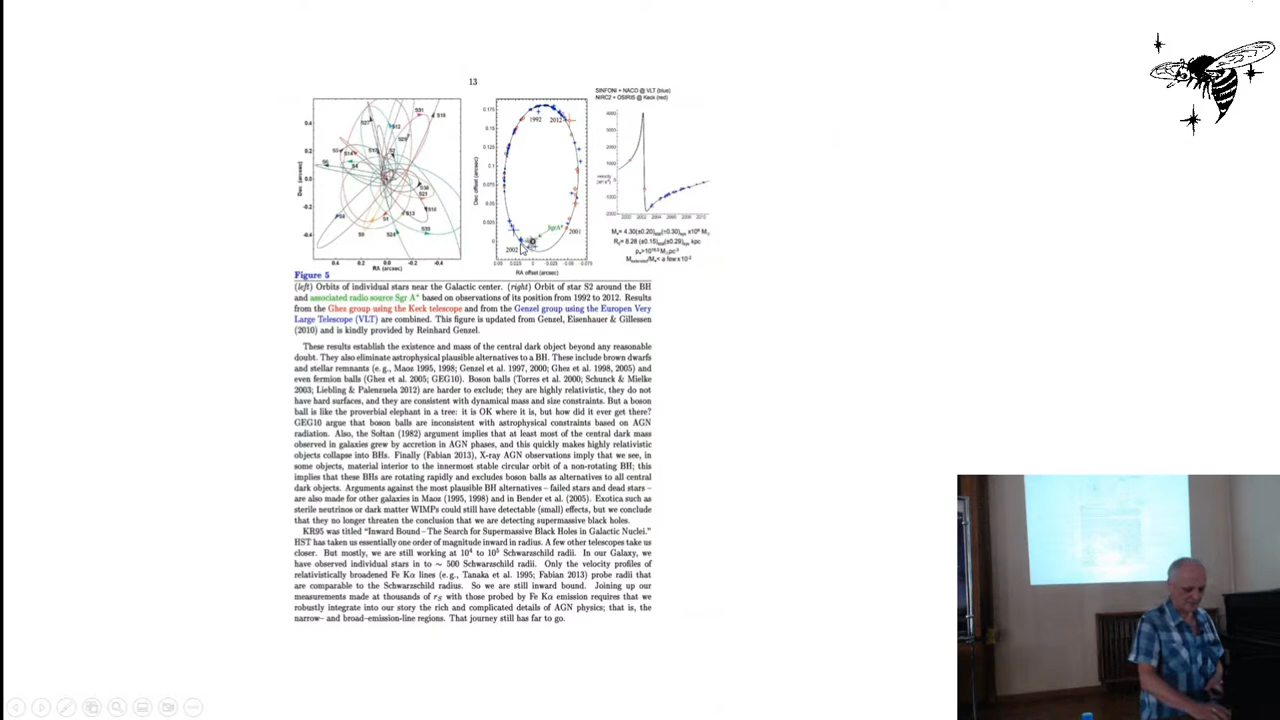 13
SINFONI + NACO @ VLT (blue)
NIRC2 + OSIRIS @ Keck (red)
1992 2012
SgrA*
2001
2002
Dec (arcsec)
RA (arcsec)
Dec offset (arcsec)
RA offset (arcsec)
Figure 5
(left) Orbits of individual stars near the Galactic center. (right) Orbit of star S2 around the BH
and associated radio source Sgr A* based on observations of its position from 1992 to 2012. Results
from the Ghez group using the Keck telescope and from the Genzel group using the Europen Very
Large Telescope (VLT) are combined. This figure is updated from Genzel, Eisenhauer & Gillessen
(2010) and is kindly provided by Reinhard Genzel.
These results establish the existence and mass of the central dark object beyond any reasonable
doubt. They also eliminate astrophysical plausible alternatives to a BH. These include brown dwarfs
and stellar remnants (e. g., Maoz 1995, 1998; Genzel et al. 1997, 2000; Ghez et al. 1998, 2005) and
even fermion balls (Ghez et al. 2005; GEG10). Boson balls (Torres et al. 2000; Schunck & Mielke
2003; Liebling & Palenzuela 2012) are harder to exclude; they are highly relativistic, they do not
have hard surfaces, and they are consistent with dynamical mass and size constraints. But a boson
ball is like the proverbial elephant in a tree: it is OK where it is, but how did it ever get there?
GEG10 argue that boson balls are inconsistent with astrophysical constraints based on AGN
radiation. Also, the Soltan (1982) argument implies that at least most of the central dark mass
observed in galaxies grew by accretion in AGN phases, and this quickly makes highly relativistic
objects collapse into BHs. Finally (Fabian 2013), X-ray AGN observations imply that we see, in
some objects, material interior to the innermost stable circular orbit of a non-rotating BH; this
implies that these BHs are rotating rapidly and excludes boson balls as alternatives to all central
dark objects. Arguments against the most plausible BH alternatives – failed stars and dead stars –
are also made for other galaxies in Maoz (1995, 1998) and in Bender et al. (2005). Exotica such as
sterile neutrinos or dark matter WIMPs could still have detectable (small) effects, but we conclude
that they no longer threaten the conclusion that we are detecting supermassive black holes.
KR95 was titled “Inward Bound – The Search for Supermassive Black Holes in Galactic Nuclei.”
HST has taken us essentially one order of magnitude inward in radius. A few other telescopes take us
closer. But mostly, we are still working at 10⁴ to 10⁵ Schwarzschild radii. In our Galaxy, we
have observed individual stars in to ~ 500 Schwarzschild radii. Only the velocity profiles of
relativistically broadened Fe Kα lines (e. g., Tanaka et al. 1995; Fabian 2013) probe radii that
are comparable to the Schwarzschild radius. So we are still inward bound. Joining up our
measurements made at thousands of rS with those probed by Fe Kα emission requires that we
robustly integrate into our story the rich and complicated details of AGN physics; that is, the
narrow– and broad–emission-line regions. That journey still has far to go.